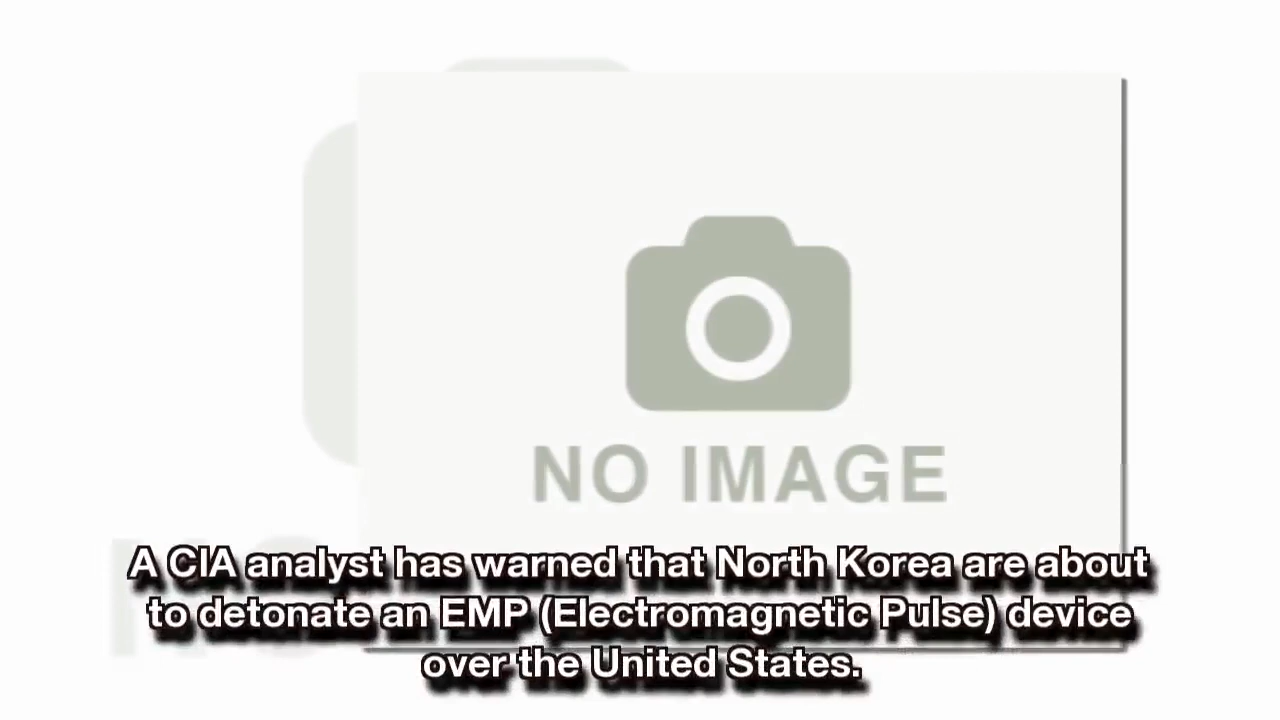 NO IMAGE
A CIA analyst has warned that North Korea are about
to detonate an EMP (Electromagnetic Pulse) device
over the United States.